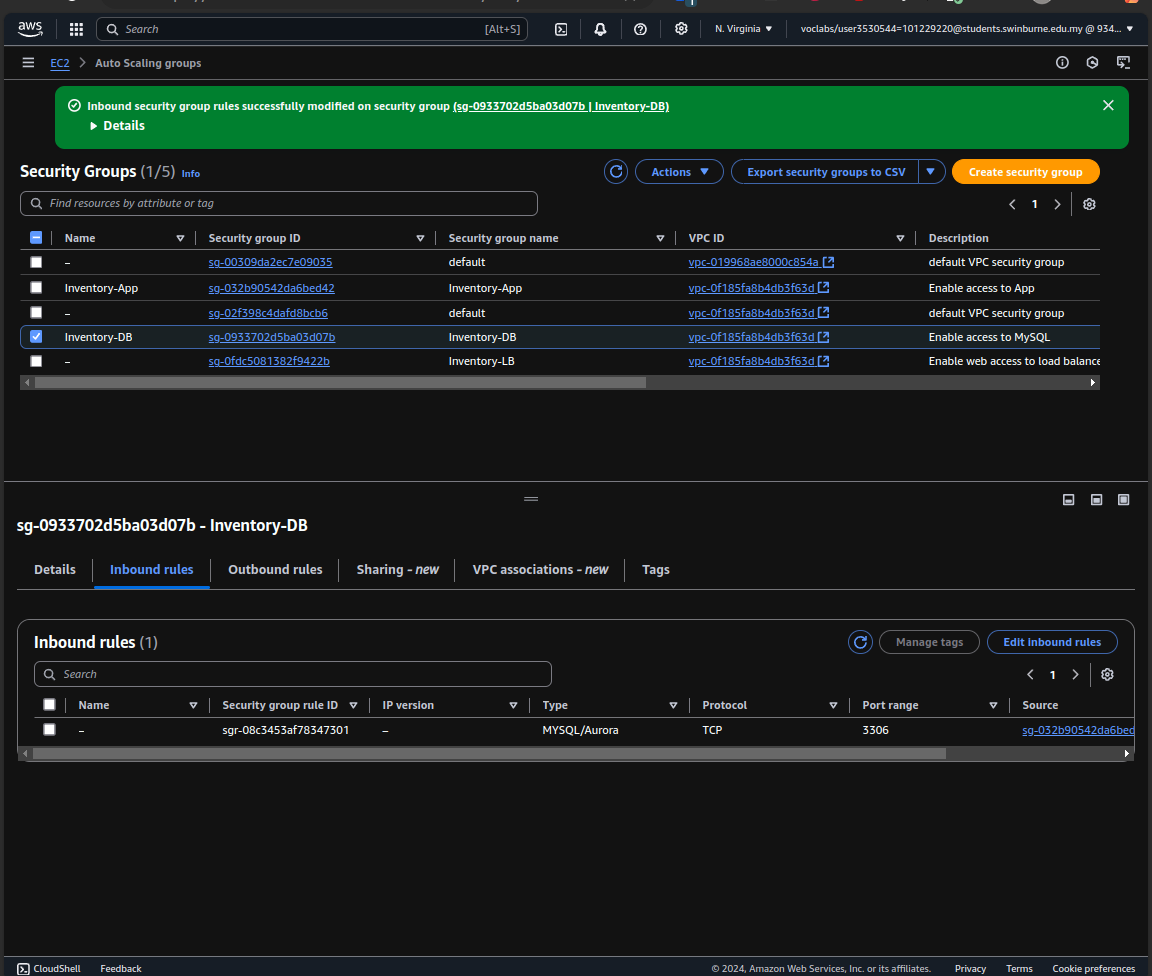 aws
Search [Alt+S] N. Virginia voclabs/user3530544=101229220@students.swinburne.edu.my @ 934...
EC2 Auto Scaling groups
Inbound security group rules successfully modified on security group (sg-0933702d5ba03d07b | Inventory-DB)
Details
Security Groups (1/5) Info Actions Export security groups to CSV Create security group
Find resources by attribute or tag 1
Name Security group ID Security group name VPC ID Description
– sg-00309da2ec7e09035 default vpc-019968ae8000c854a default VPC security group
Inventory-App sg-032b90542da6bed42 Inventory-App vpc-0f185fa8b4db3f63d Enable access to App
– sg-02f398c4dafd8bcb6 default vpc-0f185fa8b4db3f63d default VPC security group
Inventory-DB sg-0933702d5ba03d07b Inventory-DB vpc-0f185fa8b4db3f63d Enable access to MySQL
– sg-0fdc5081382f9422b Inventory-LB vpc-0f185fa8b4db3f63d Enable web access to load balance
sg-0933702d5ba03d07b - Inventory-DB
Details Inbound rules Outbound rules Sharing - new VPC associations - new Tags
Inbound rules (1) Manage tags Edit inbound rules
Search 1
Name Security group rule ID IP version Type Protocol Port range Source
– sgr-08c3453af78347301 – MYSQL/Aurora TCP 3306 sg-032b90542da6bed
CloudShell Feedback © 2024, Amazon Web Services, Inc. or its affiliates. Privacy Terms Cookie preferences